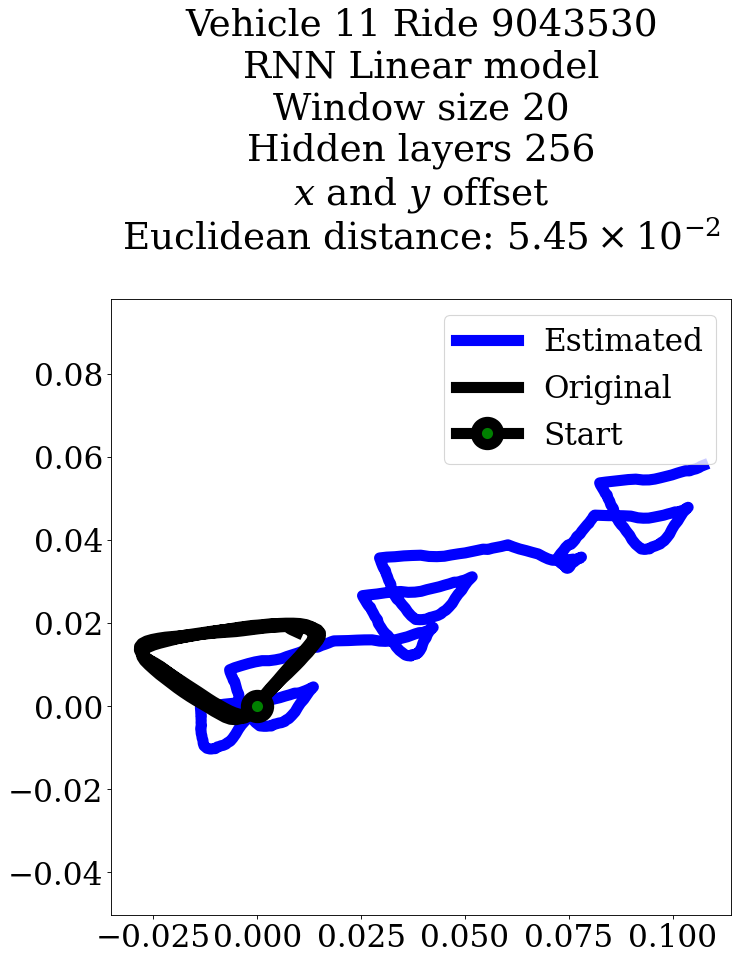 Vehicle 11 Ride 9043530
RNN Linear model
Window size 20
Hidden layers 256
x and y offset
Euclidean distance: 5.45 × 10⁻²
Estimated
Original
Start
0.08
0.06
0.04
0.02
0.00
−0.02
−0.04
−0.025 0.000 0.025 0.050 0.075 0.100